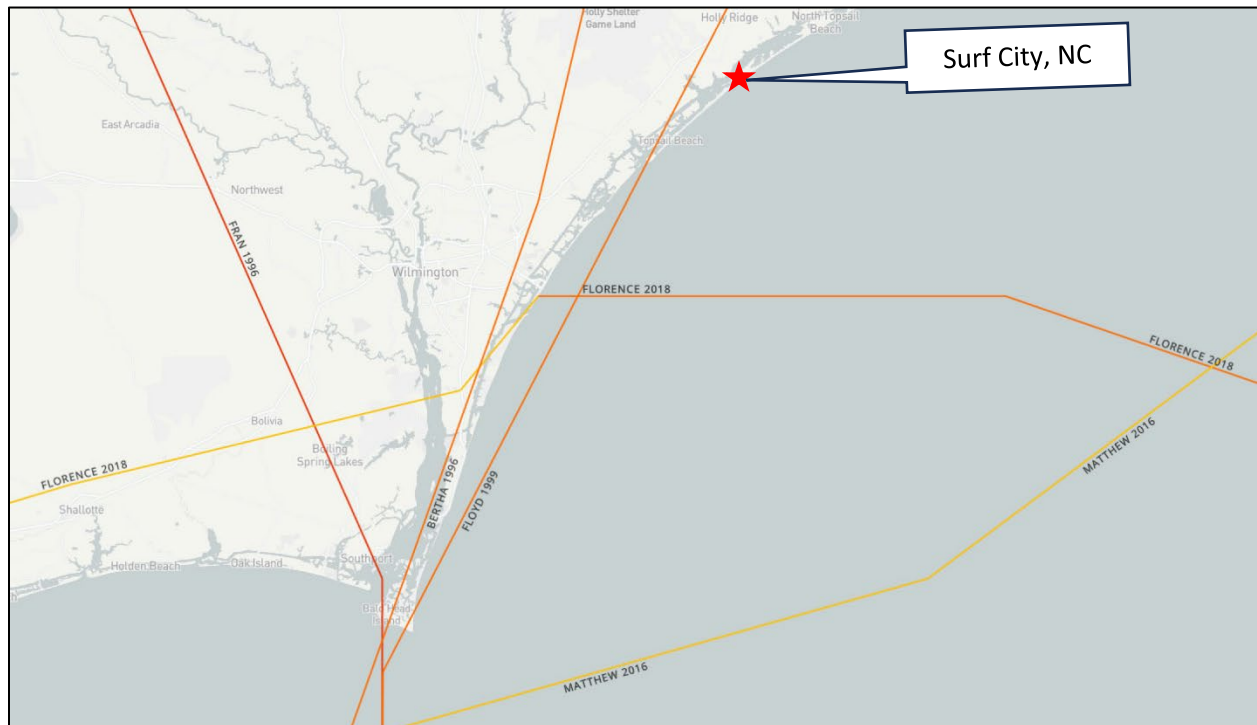 Holly Shelter
Game Land
Holly Ridge
North Topsail
Beach
Surf City, NC
East Arcadia
Topsail Beach
Northwest
FRAN 1996
Wilmington
FLORENCE 2018
FLORENCE 2018
MATTHEW 2016
Bolivia
Boiling
Spring Lakes
FLORENCE 2018
BERTHA 1996
FLOYD 1999
Shallotte
Holden Beach
Oak Island
Southport
Bald Head
Island
MATTHEW 2016